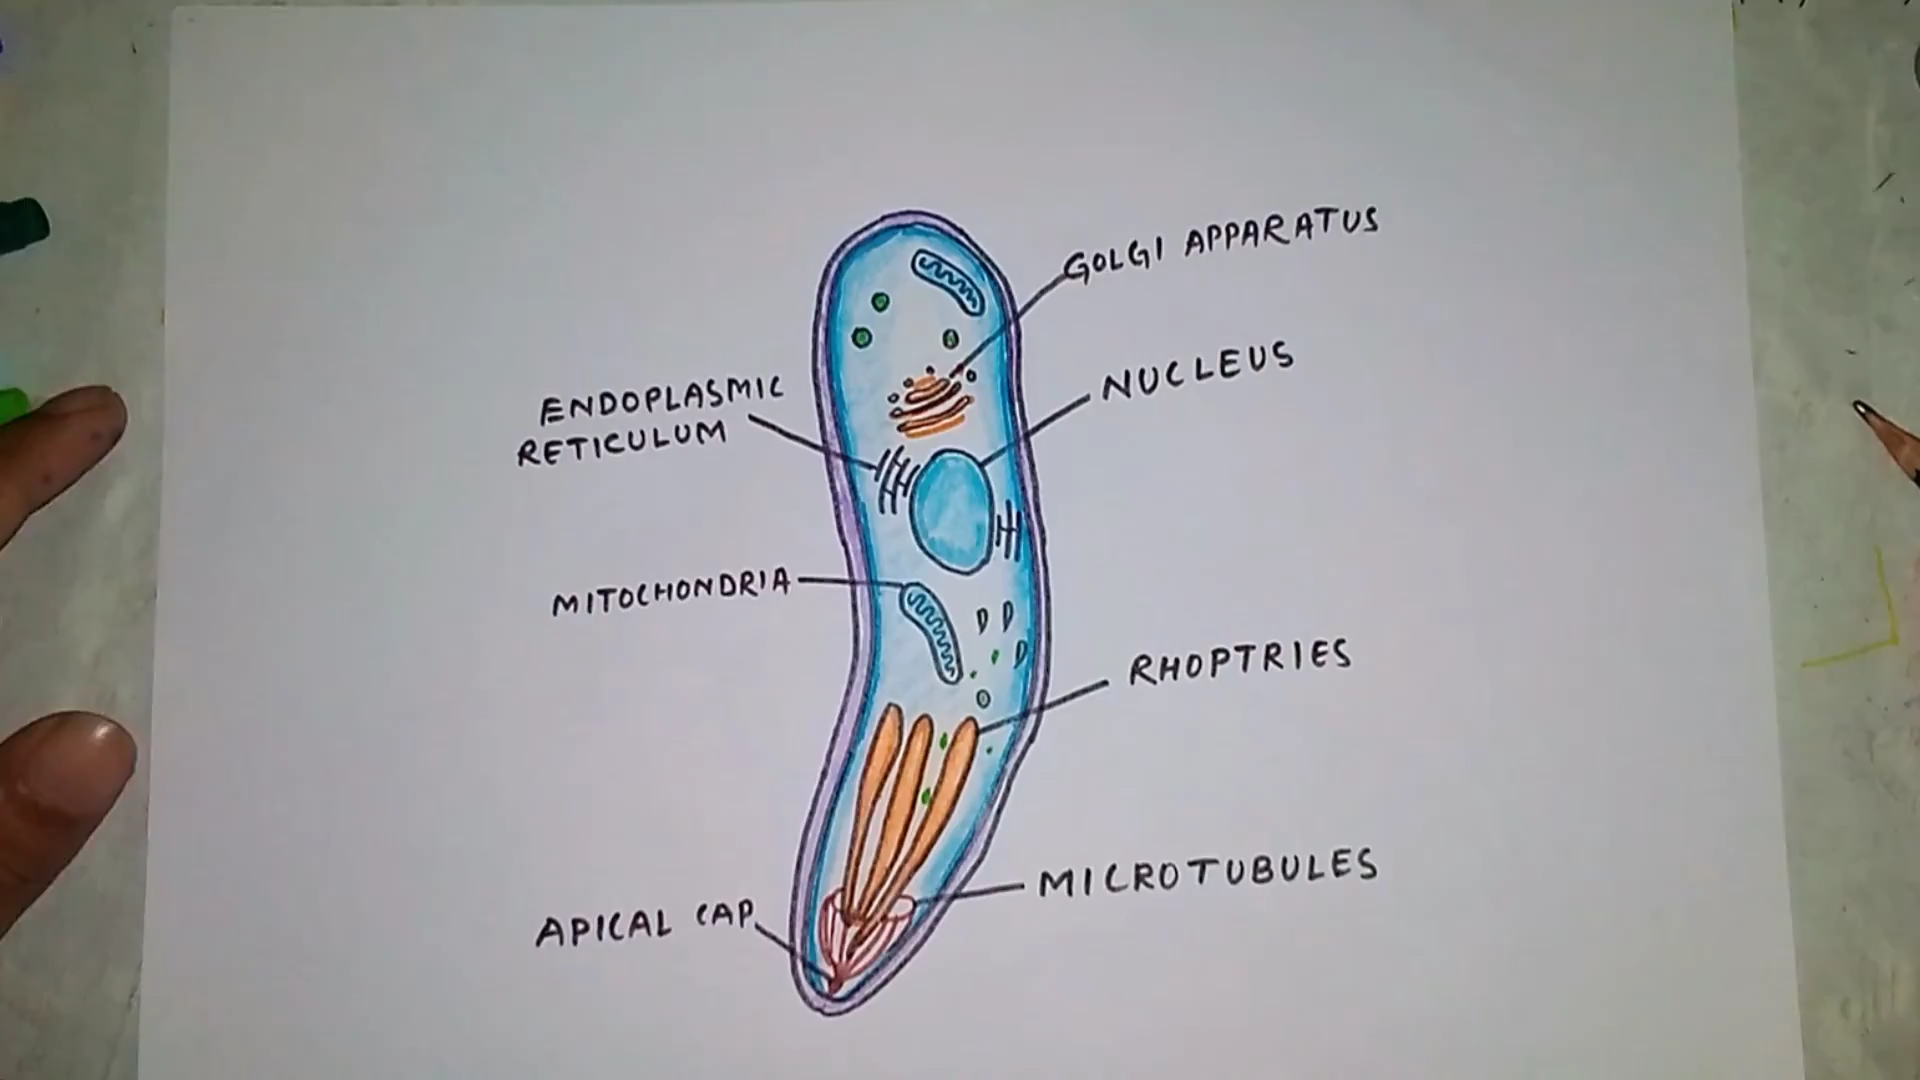 GOLGI APPARATUS
NUCLEUS
ENDOPLASMIC
RETICULUM
MITOCHONDRIA
RHOPTRIES
MICROTUBULES
APICAL CAP